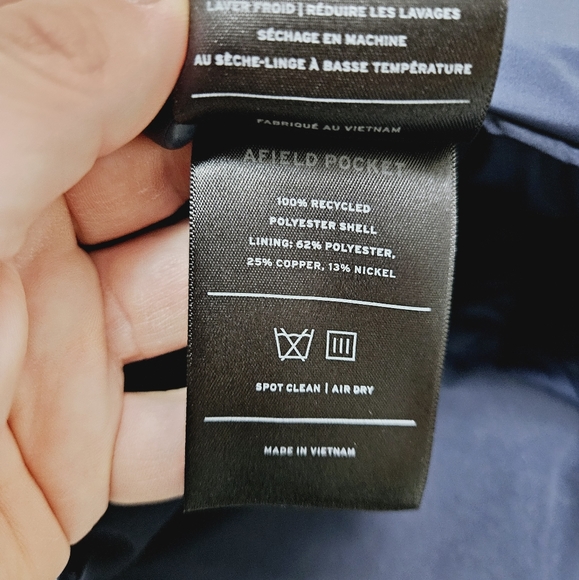 LAVER FROID | RÉDUIRE LES LAVAGES
SÉCHAGE EN MACHINE
AU SÈCHE-LINGE À BASSE TEMPÉRATURE
FABRIQUÉ AU VIETNAM
AFIELD POCKET
100% RECYCLED
POLYESTER SHELL
LINING: 62% POLYESTER,
25% COPPER, 13% NICKEL
SPOT CLEAN | AIR DRY
MADE IN VIETNAM